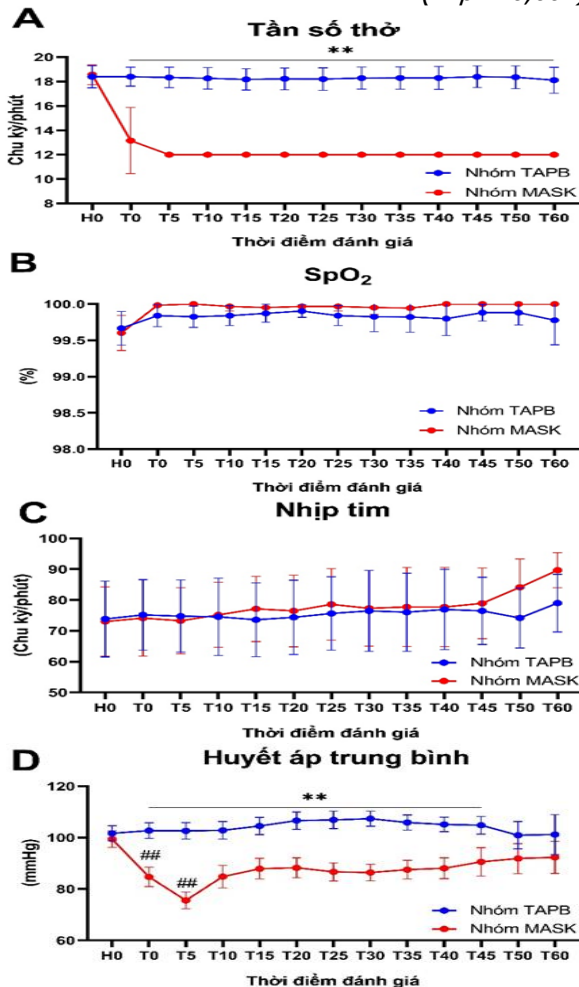 A
Tần số thở
**
Chu kỳ/phút
20
18
16
14
12
10
8
Nhóm TAPB
Nhóm MASK
H0 T0 T5 T10 T15 T20 T25 T30 T35 T40 T45 T50 T60
Thời điểm đánh giá
B
SpO₂
(%)
100.0
99.5
99.0
98.5
98.0
Nhóm TAPB
Nhóm MASK
H0 T0 T5 T10 T15 T20 T25 T30 T35 T40 T45 T50 T60
Thời điểm đánh giá
C
Nhịp tim
(Chu kỳ/phút)
100
90
80
70
60
50
Nhóm TAPB
Nhóm MASK
H0 T0 T5 T10 T15 T20 T25 T30 T35 T40 T45 T50 T60
Thời điểm đánh giá
D
Huyết áp trung bình
(mmHg)
120
100
80
60
**
##
##
Nhóm TAPB
Nhóm MASK
H0 T0 T5 T10 T15 T20 T25 T30 T35 T40 T45 T50 T60
Thời điểm đánh giá